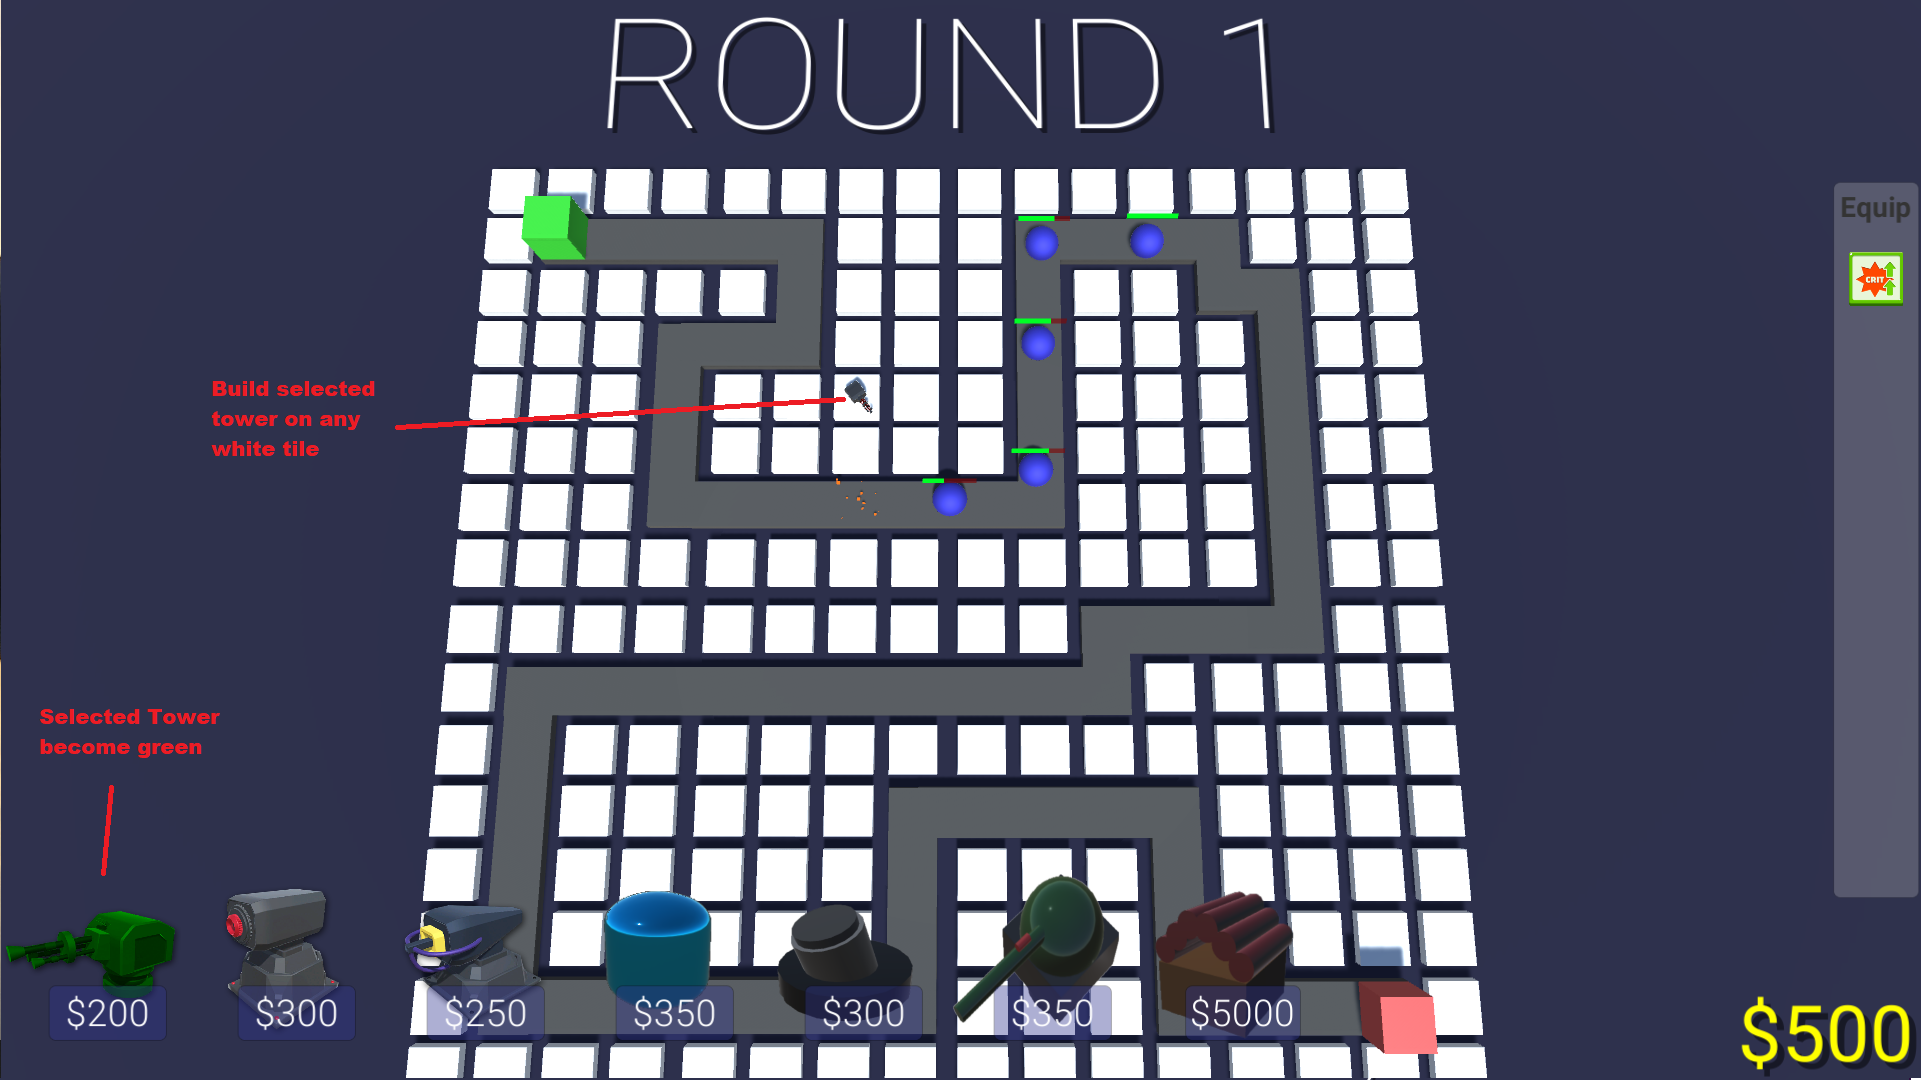 ROUND 1
Equip
CRIT
Build selected
tower on any
white tile
Selected Tower
become green
$200
$300
$250
$350
$300
$350
$5000
$500